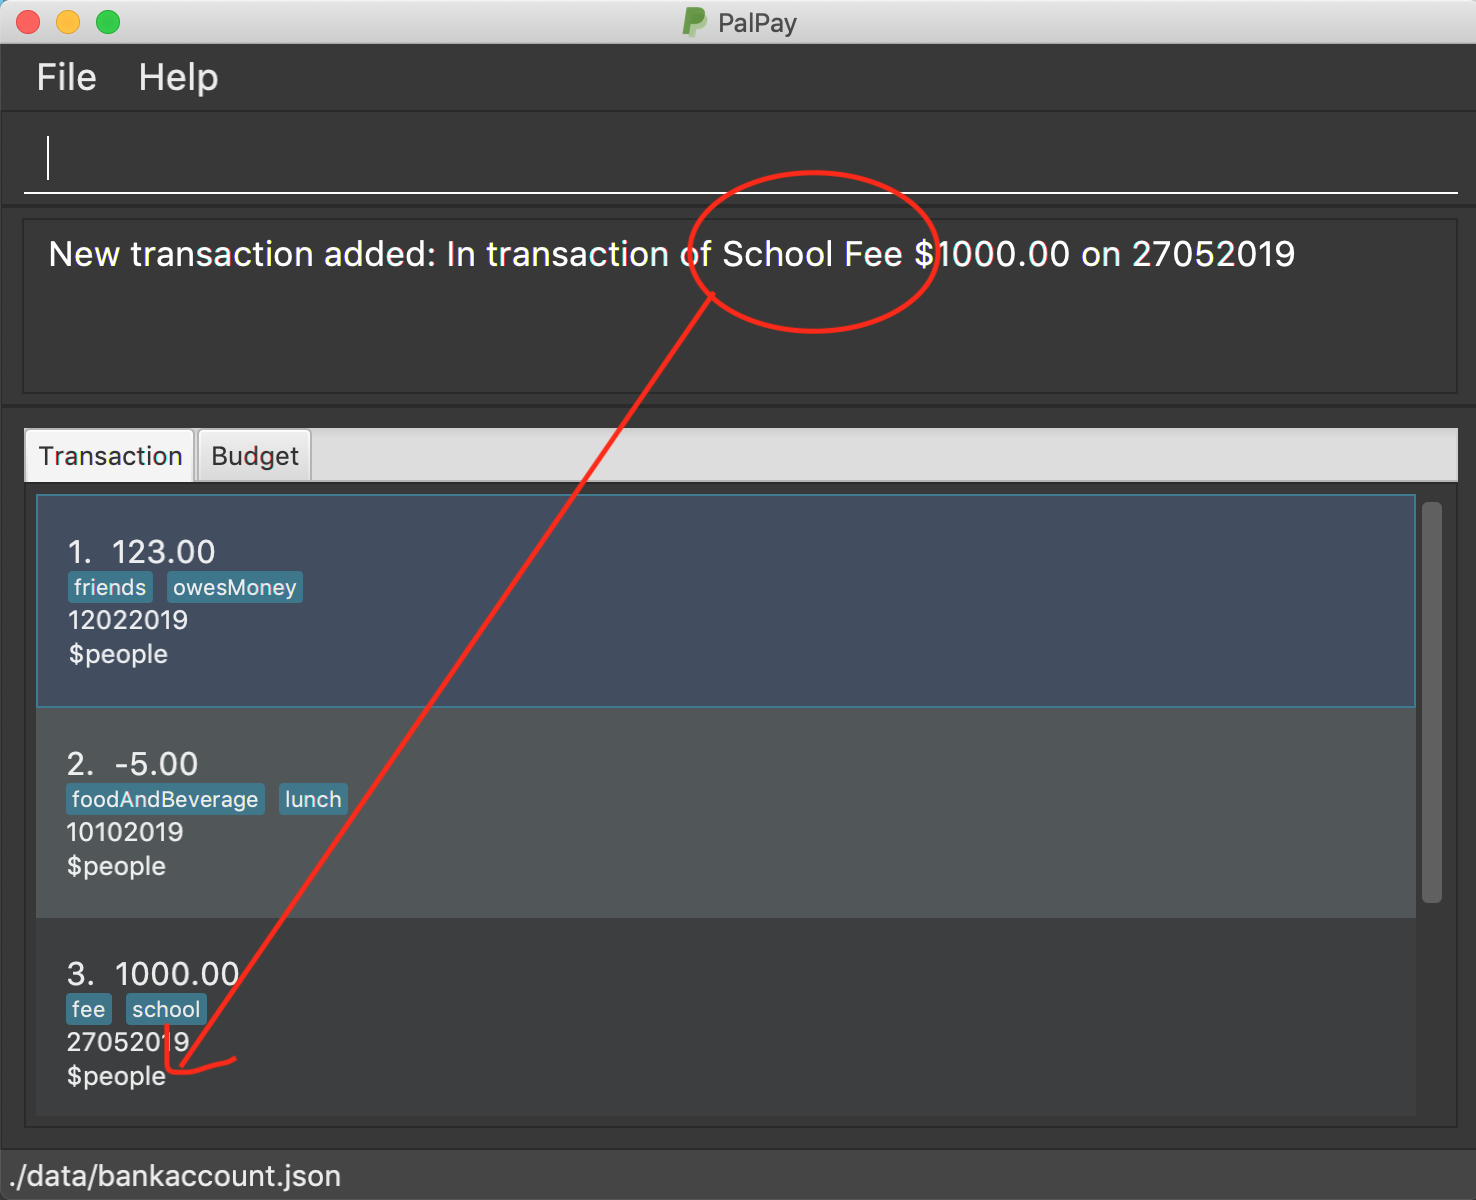 PalPay
File Help
New transaction added: In transaction of School Fee $1000.00 on 27052019
Transaction Budget
1. 123.00
friends owesMoney
12022019
$people
2. -5.00
foodAndBeverage lunch
10102019
$people
3. 1000.00
fee school
27052019
$people
./data/bankaccount.json